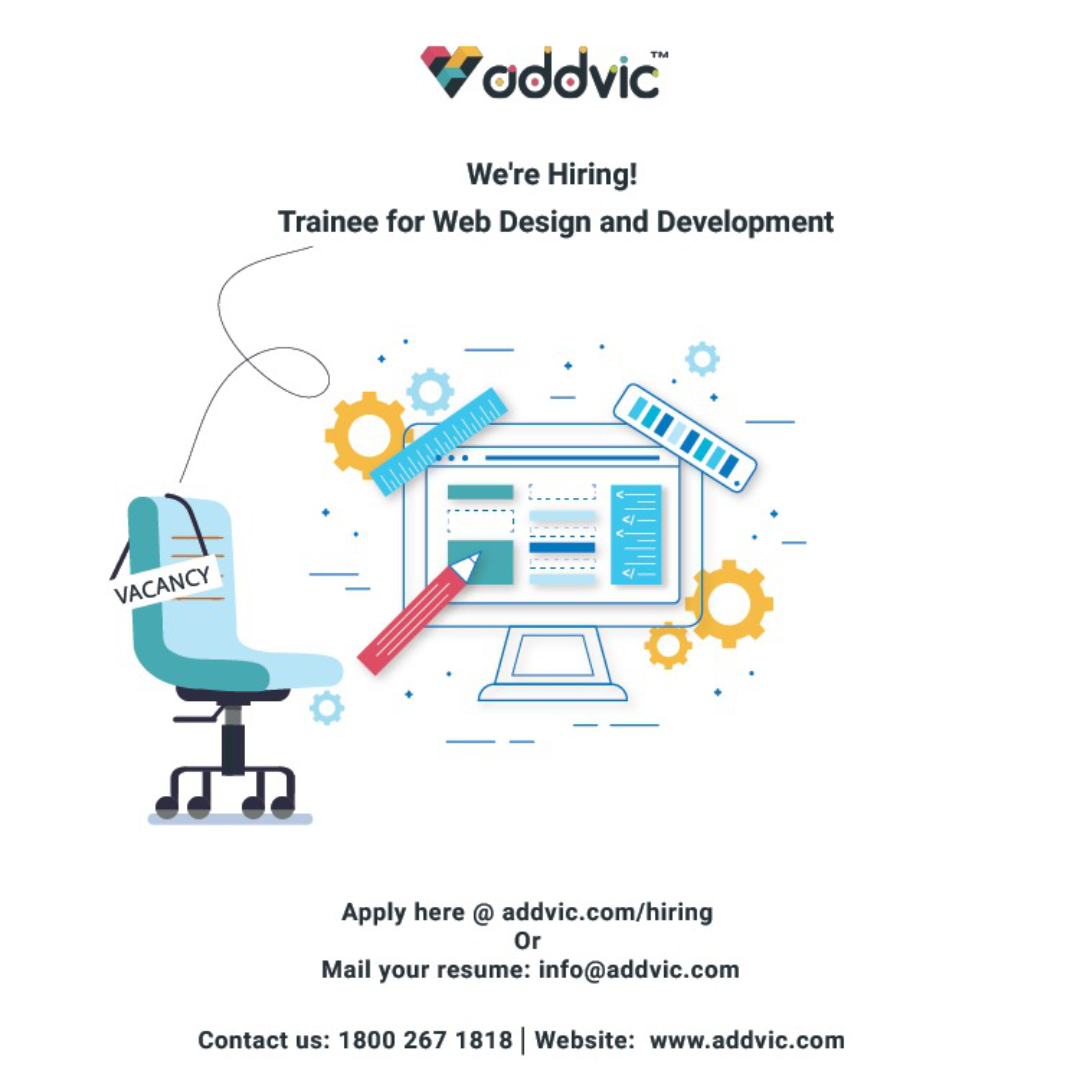 addvic™
We're Hiring!
Trainee for Web Design and Development
VACANCY
Apply here @ addvic.com/hiring
Or
Mail your resume: info@addvic.com
Contact us: 1800 267 1818 | Website: www.addvic.com